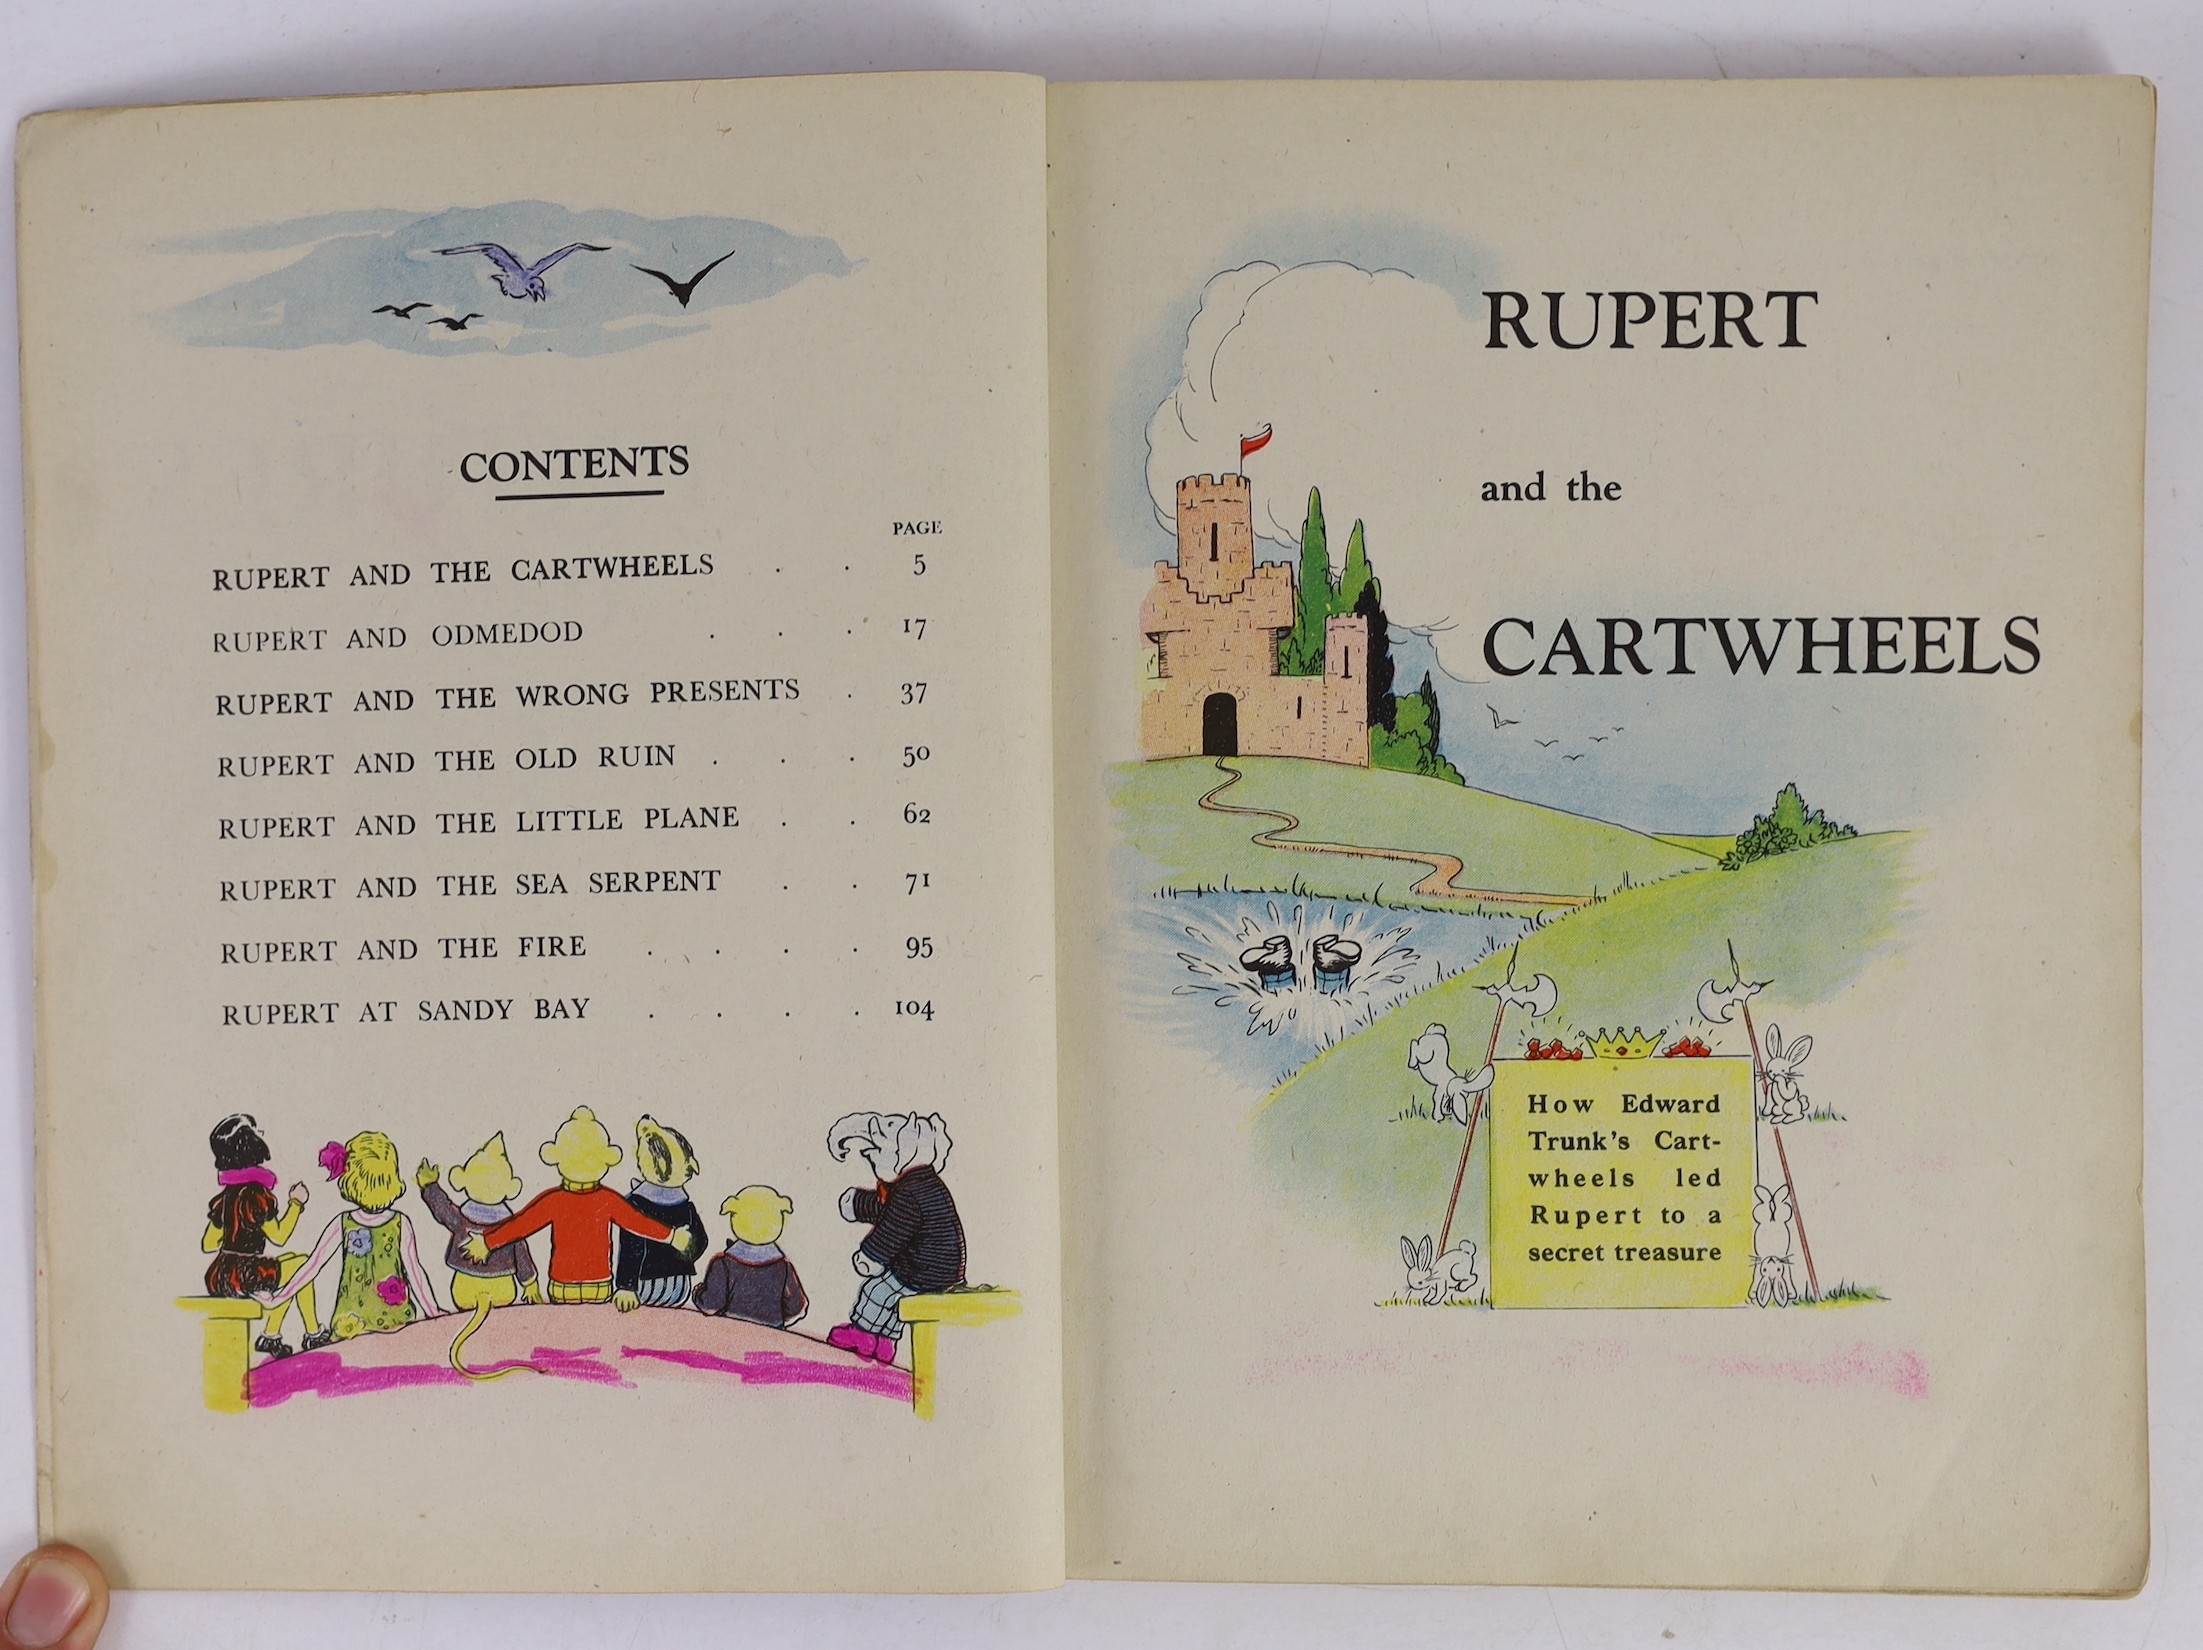 CONTENTS
PAGE
RUPERT AND THE CARTWHEELS . . 5
RUPERT AND ODMEDOD . . . 17
RUPERT AND THE WRONG PRESENTS . 37
RUPERT AND THE OLD RUIN . . . 50
RUPERT AND THE LITTLE PLANE . . 62
RUPERT AND THE SEA SERPENT . . 71
RUPERT AND THE FIRE . . . . 95
RUPERT AT SANDY BAY . . . . 104
RUPERT
and the
CARTWHEELS
How Edward
Trunk's Cart-
wheels led
Rupert to a
secret treasure